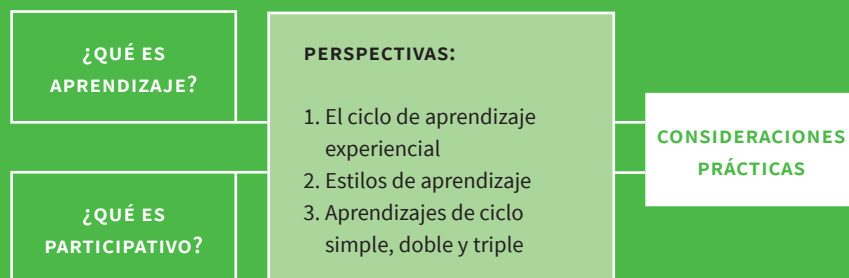 ¿QUÉ ES
APRENDIZAJE?
¿QUÉ ES
PARTICIPATIVO?
PERSPECTIVAS:
1. El ciclo de aprendizaje
experiencial
2. Estilos de aprendizaje
3. Aprendizajes de ciclo
simple, doble y triple
CONSIDERACIONES
PRÁCTICAS